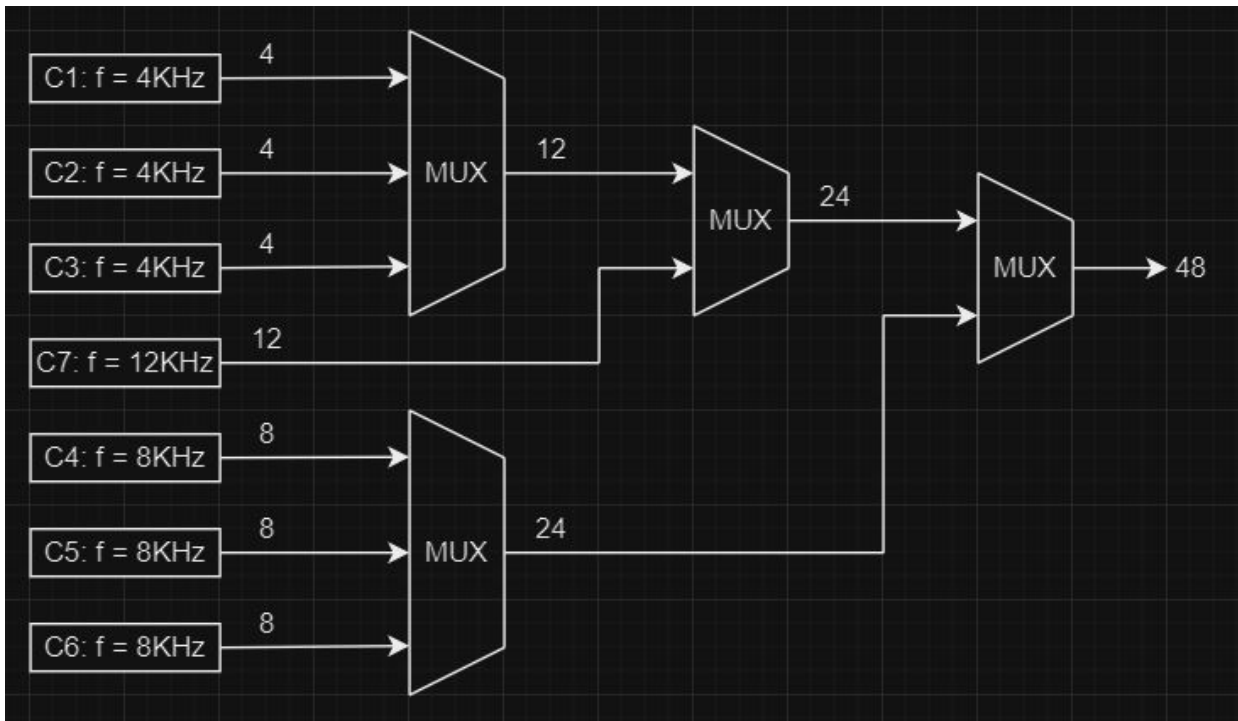 4
C1: f = 4KHz
4
C2: f = 4KHz
MUX
12
4
C3: f = 4KHz
MUX
24
MUX
48
12
C7: f = 12KHz
8
C4: f = 8KHz
8
C5: f = 8KHz
MUX
24
8
C6: f = 8KHz